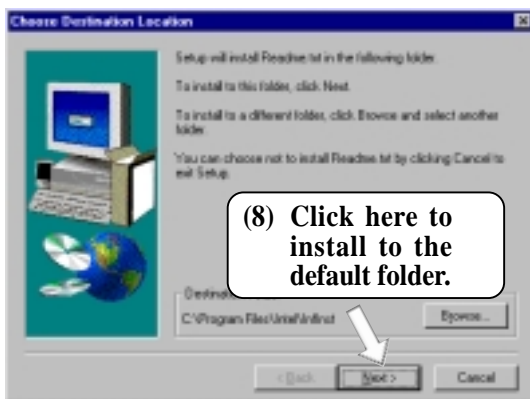 Choose Destination Location
Setup will install Readme.txt in the following folder.
To install to this folder, click Next.
To install to a different folder, click Browse and select another
folder.
You can choose not to install Readme.txt by clicking Cancel to
exit Setup.
(8) Click here to
install to the
default folder.
C:\Program Files\Intel\InfInst
Browse...
< Back
Next >
Cancel